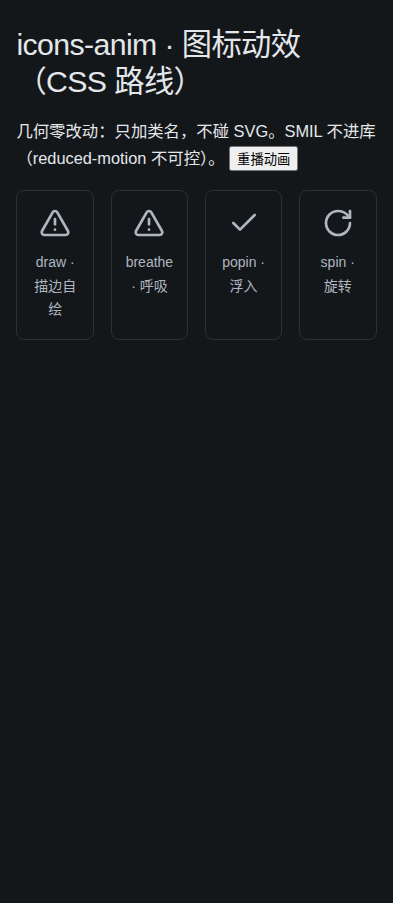 icons-anim · 图标动效
（CSS 路线）
几何零改动：只加类名，不碰 SVG。SMIL 不进库
（reduced-motion 不可控）。 重播动画
draw ·
描边自
绘
breathe
· 呼吸
popin ·
浮入
spin ·
旋转